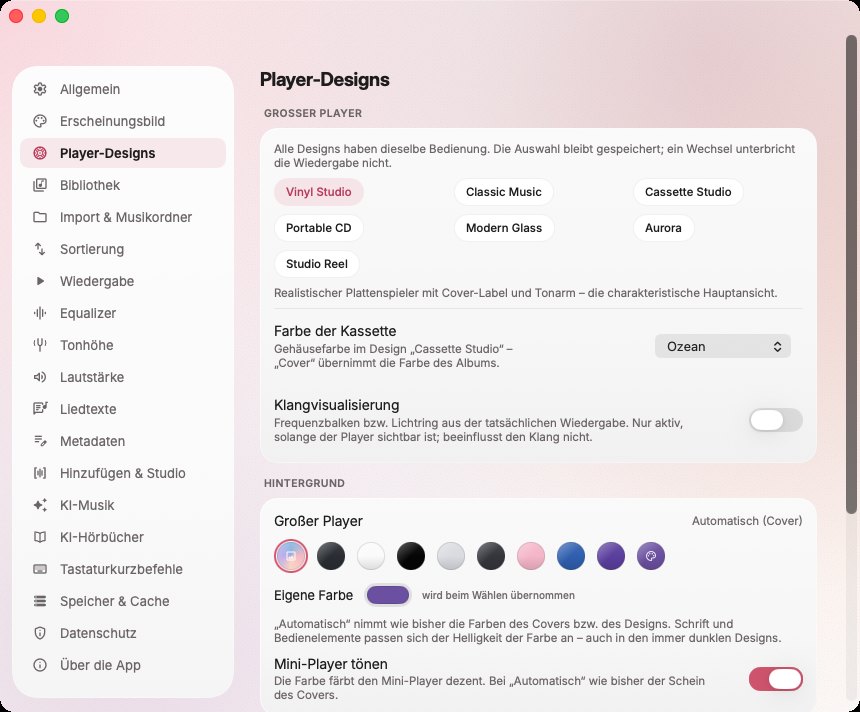 Player-Designs
Allgemein
Erscheinungsbild
Player-Designs
Bibliothek
Import & Musikordner
Sortierung
Wiedergabe
Equalizer
Tonhöhe
Lautstärke
Liedtexte
Metadaten
Hinzufügen & Studio
KI-Musik
KI-Hörbücher
Tastaturkurzbefehle
Speicher & Cache
Datenschutz
Über die App
GROSSER PLAYER
Alle Designs haben dieselbe Bedienung. Die Auswahl bleibt gespeichert; ein Wechsel unterbricht
die Wiedergabe nicht.
Vinyl Studio
Classic Music
Cassette Studio
Portable CD
Modern Glass
Aurora
Studio Reel
Realistischer Plattenspieler mit Cover-Label und Tonarm – die charakteristische Hauptansicht.
Farbe der Kassette
Gehäusefarbe im Design „Cassette Studio“ –
„Cover“ übernimmt die Farbe des Albums.
Ozean
Klangvisualisierung
Frequenzbalken bzw. Lichtring aus der tatsächlichen Wiedergabe. Nur aktiv,
solange der Player sichtbar ist; beeinflusst den Klang nicht.
HINTERGRUND
Großer Player
Automatisch (Cover)
Eigene Farbe
wird beim Wählen übernommen
„Automatisch“ nimmt wie bisher die Farben des Covers bzw. des Designs. Schrift und
Bedienelemente passen sich der Helligkeit der Farbe an – auch in den immer dunklen Designs.
Mini-Player tönen
Die Farbe färbt den Mini-Player dezent. Bei „Automatisch“ wie bisher der Schein
des Covers.